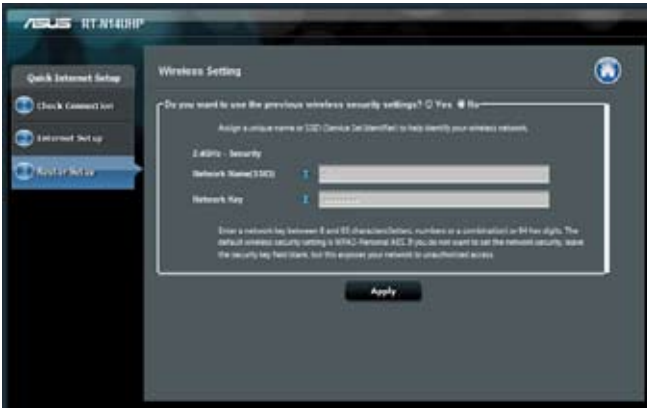 ASUS RT-N14UHP
Quick Internet Setup
Check Connection
Internet Setup
Router Setup
Wireless Setting
Do you want to use the previous wireless security settings? Yes No
Assign a unique name or SSID (Service Set Identifier) to help identify your wireless network.
2.4GHz - Security
Network Name(SSID)
Network Key
Enter a network key between 8 and 63 characters(letters, numbers or a combination) or 64 hex digits. The
default wireless security setting is WPA2-Personal AES. If you do not want to set the network security, leave
the security key field blank, but this exposes your network to unauthorized access.
Apply